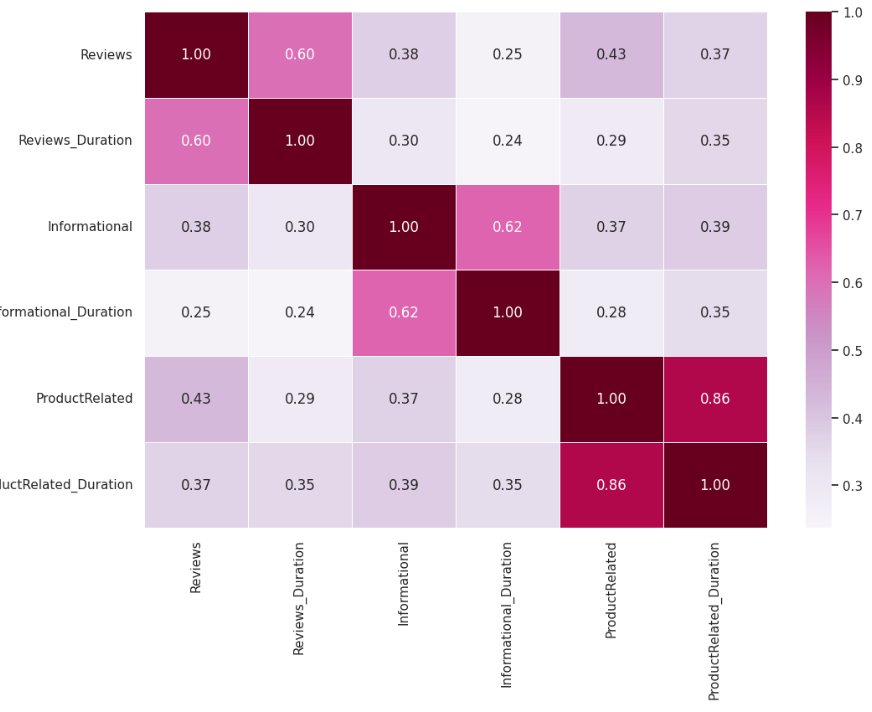 1.0
Reviews 1.00 0.60 0.38 0.25 0.43 0.37
0.9
Reviews_Duration 0.60 1.00 0.30 0.24 0.29 0.35
0.8
0.7
Informational 0.38 0.30 1.00 0.62 0.37 0.39
0.6
formational_Duration 0.25 0.24 0.62 1.00 0.28 0.35
0.5
ProductRelated 0.43 0.29 0.37 0.28 1.00 0.86
0.4
ductRelated_Duration 0.37 0.35 0.39 0.35 0.86 1.00
0.3
Reviews
Reviews_Duration
Informational
Informational_Duration
ProductRelated
ProductRelated_Duration